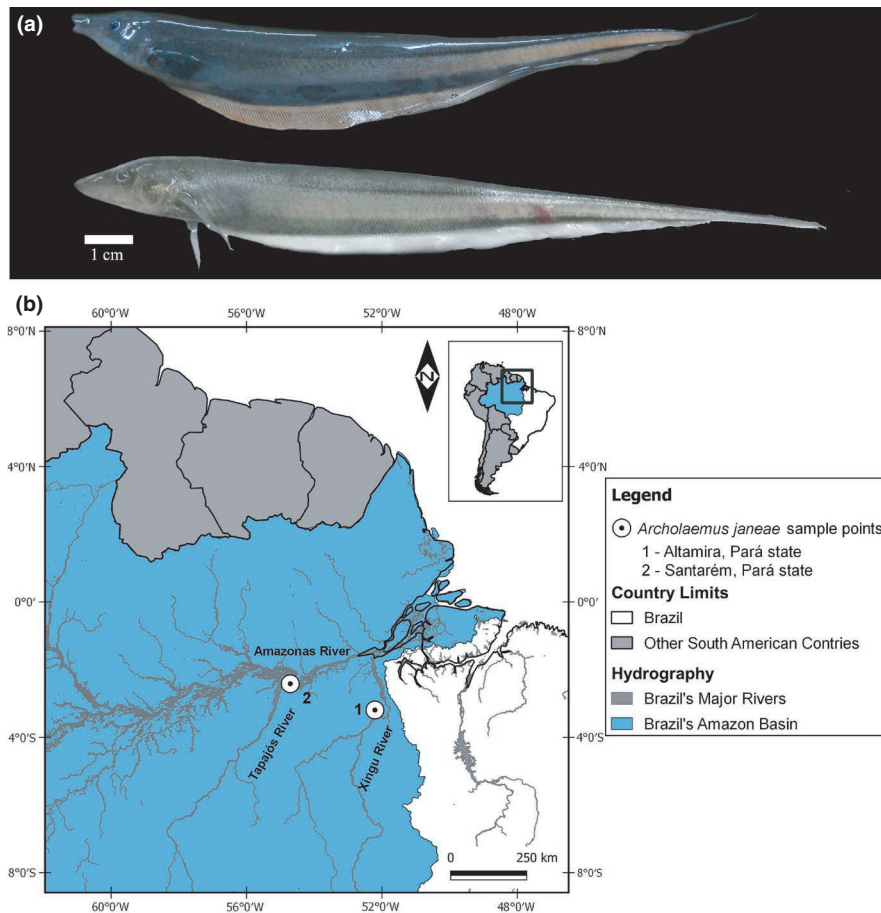 (a)
1 cm
(b)
60°0'W 56°0'W 52°0'W 48°0'W
8°0'N 8°0'N
N
4°0'N 4°0'N
Legend
Archolaemus janeae sample points
1 - Altamira, Pará state
2 - Santarém, Pará state
0°0' 0°0'
Country Limits
Brazil
Other South American Contries
Amazonas River
Hydrography
Brazil's Major Rivers
Brazil's Amazon Basin
2
1
4°0'S 4°0'S
Tapajós River
Xingu River
0 250 km
8°0'S 8°0'S
60°0'W 56°0'W 52°0'W 48°0'W